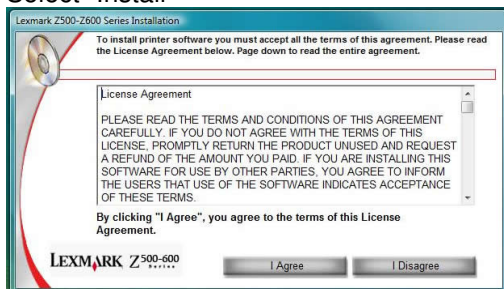 Select "Install"
Lexmark Z500-Z600 Series Installation
To install printer software you must accept all the terms of this agreement. Please read
the License Agreement below. Page down to read the entire agreement.
License Agreement
PLEASE READ THE TERMS AND CONDITIONS OF THIS AGREEMENT
CAREFULLY. IF YOU DO NOT AGREE WITH THE TERMS OF THIS
LICENSE, PROMPTLY RETURN THE PRODUCT UNUSED AND REQUEST
A REFUND OF THE AMOUNT YOU PAID. IF YOU ARE INSTALLING THIS
SOFTWARE FOR USE BY OTHER PARTIES, YOU AGREE TO INFORM
THE USERS THAT USE OF THE SOFTWARE INDICATES ACCEPTANCE
OF THESE TERMS.
By clicking "I Agree", you agree to the terms of this License
Agreement.
LEXMARK Z500-600
Series
I Agree
I Disagree